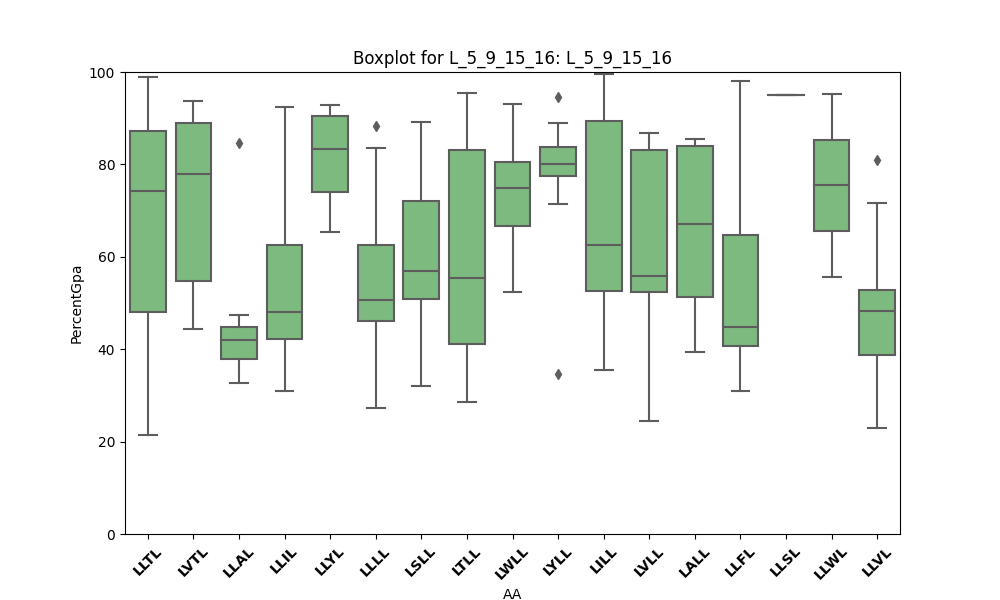 Boxplot for L_5_9_15_16: L_5_9_15_16
100
80
60
40
20
0
PercentGpa
LLTL LVTL LLAL LLIL LLYL LLLL LSLL LTLL LWLL LYLL LILL LVLL LALL LLFL LLSL LLWL LLVL
AA